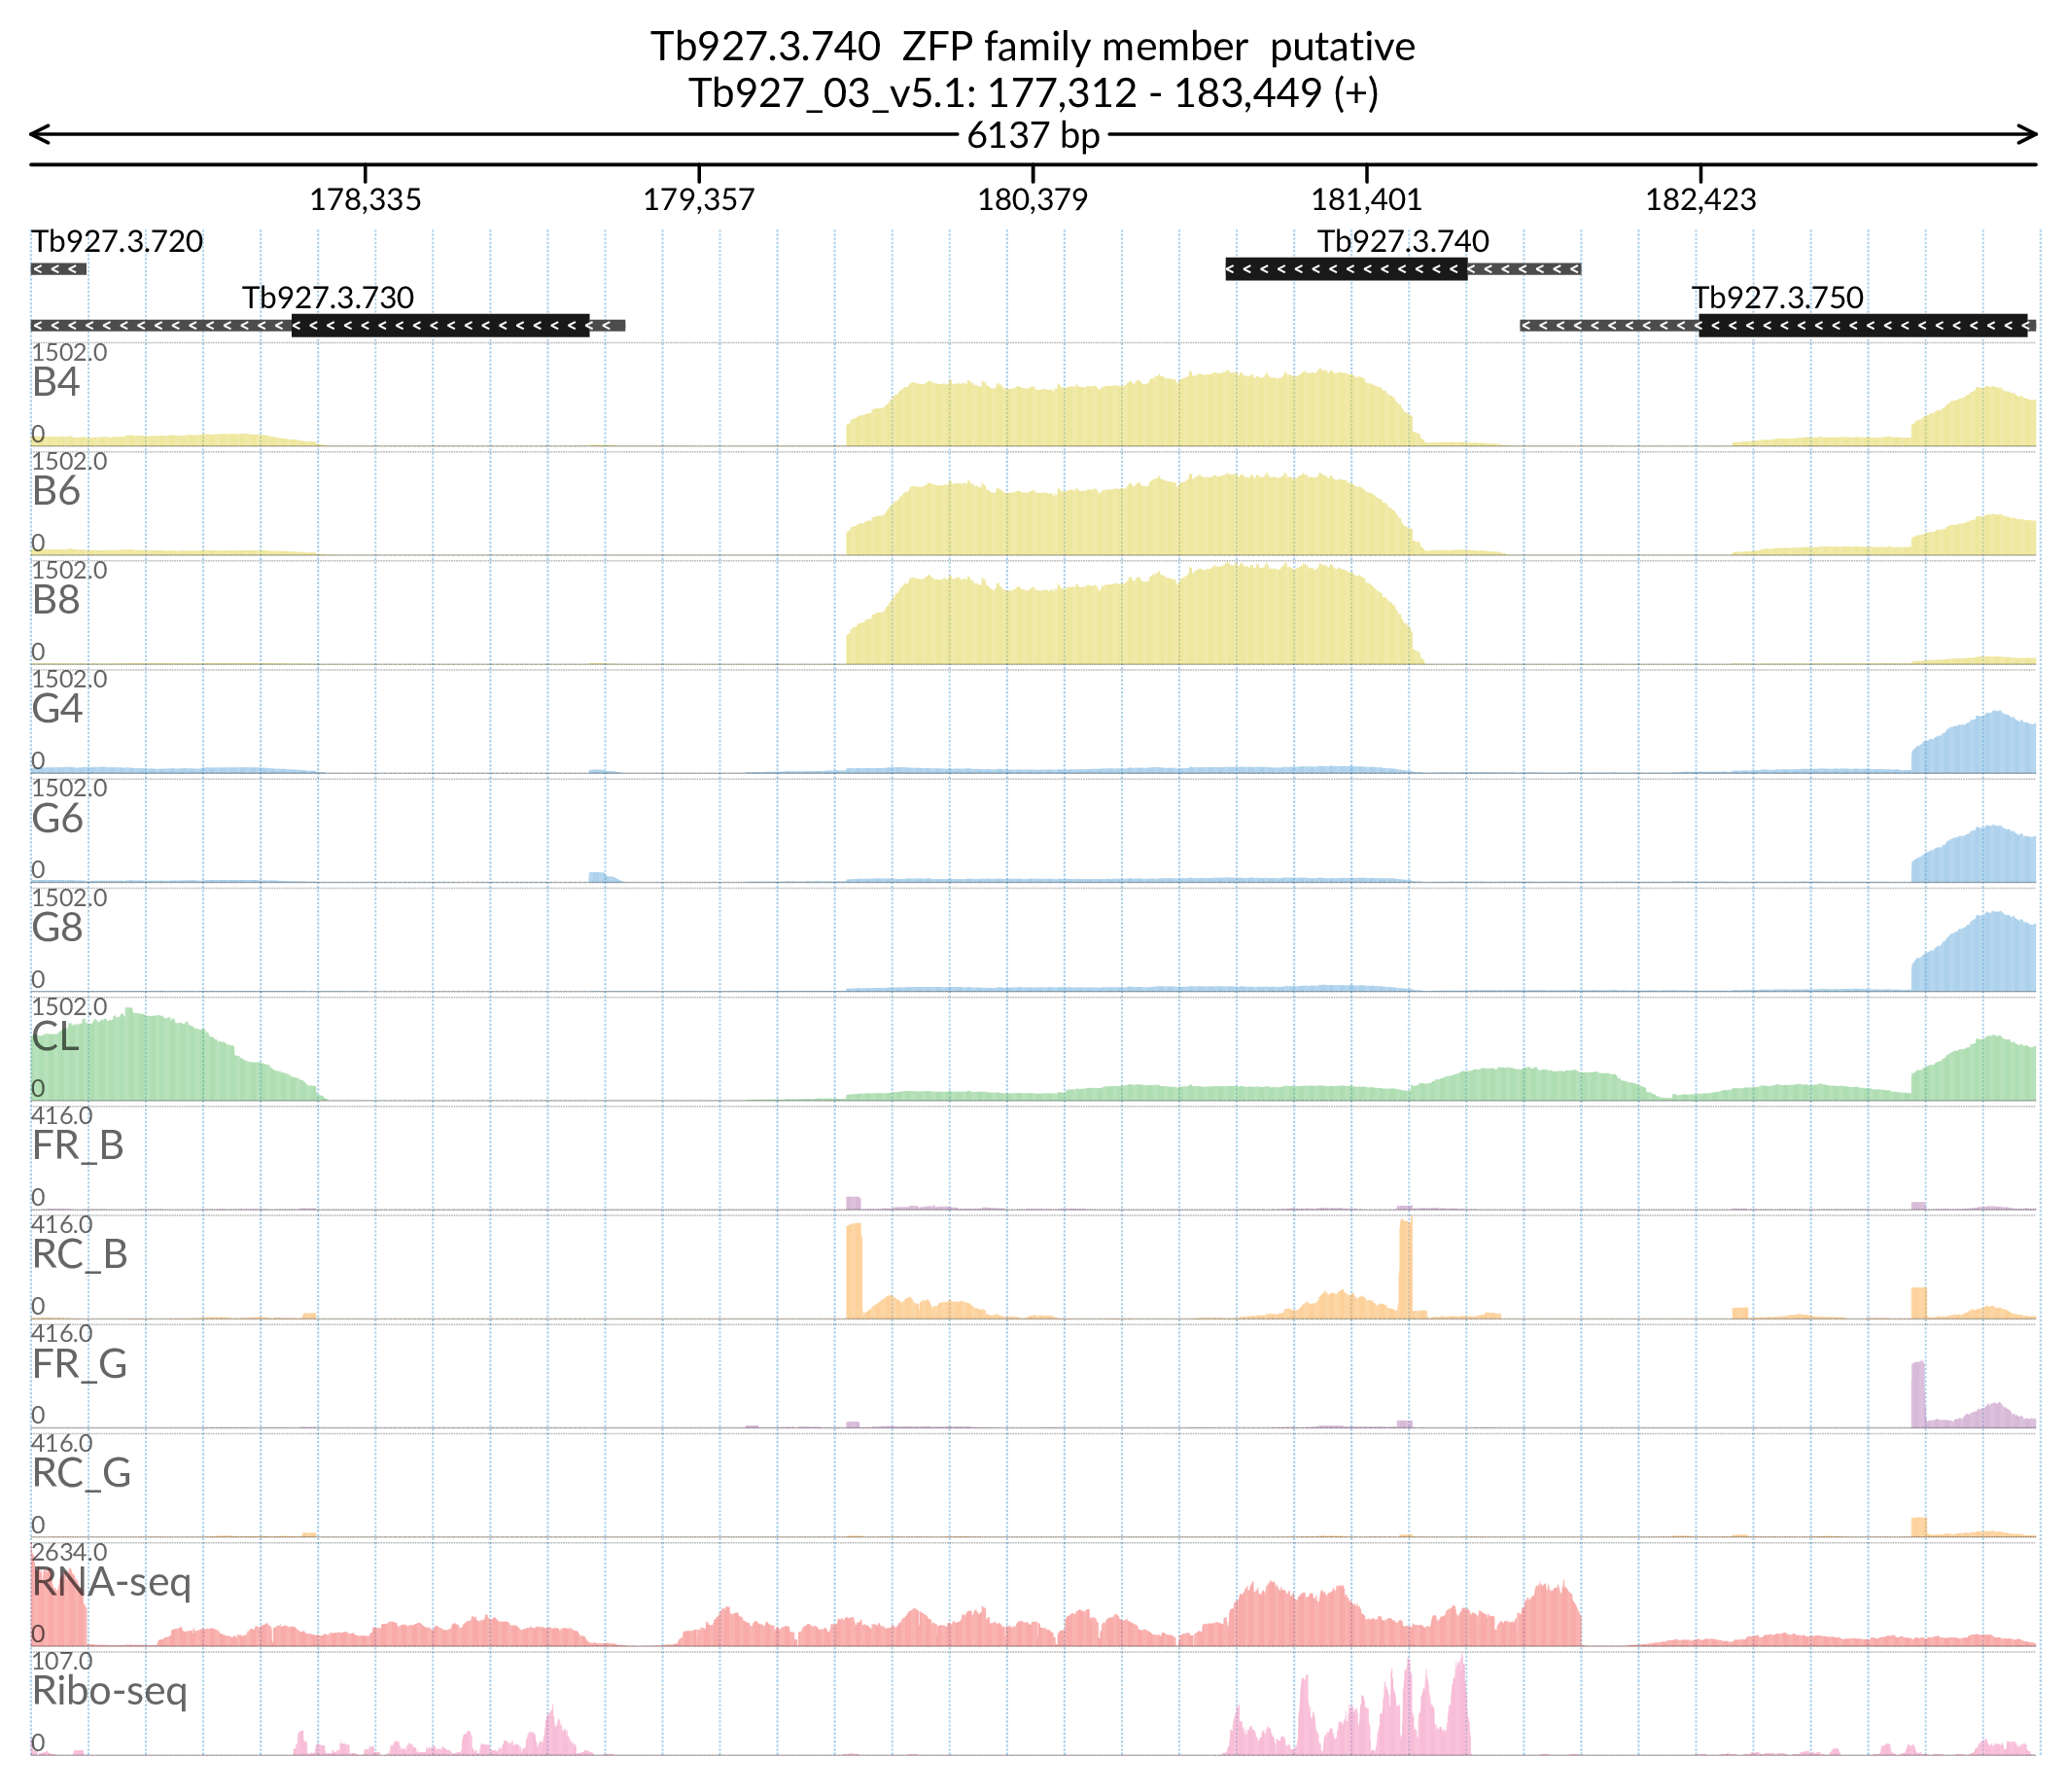 Tb927.3.740 ZFP family member putative
Tb927_03_v5.1: 177,312 - 183,449 (+)
6137 bp
178,335 179,357 180,379 181,401 182,423
Tb927.3.720 Tb927.3.740
Tb927.3.730 Tb927.3.750
1502.0
B4
0
1502.0
B6
0
1502.0
B8
0
1502.0
G4
0
1502.0
G6
0
1502.0
G8
0
1502.0
CL
0
416.0
FR_B
0
416.0
RC_B
0
416.0
FR_G
0
416.0
RC_G
0
2634.0
RNA-seq
0
107.0
Ribo-seq
0